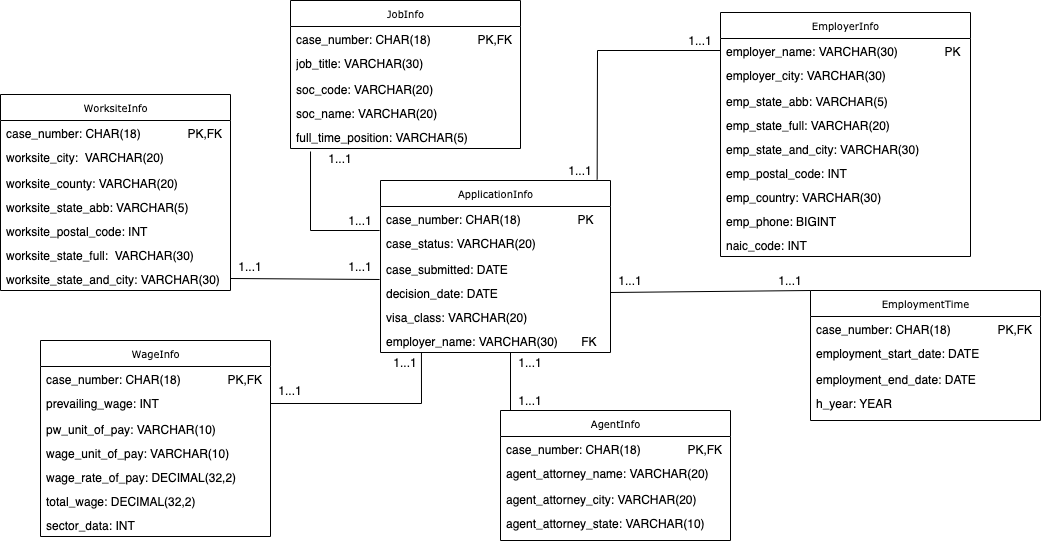 JobInfo
case_number: CHAR(18) PK,FK
job_title: VARCHAR(30)
soc_code: VARCHAR(20)
soc_name: VARCHAR(20)
full_time_position: VARCHAR(5)
1...1
EmployerInfo
employer_name: VARCHAR(30) PK
employer_city: VARCHAR(30)
emp_state_abb: VARCHAR(5)
emp_state_full: VARCHAR(20)
emp_state_and_city: VARCHAR(30)
emp_postal_code: INT
emp_country: VARCHAR(30)
emp_phone: BIGINT
naic_code: INT
1...1
1...1
WorksiteInfo
case_number: CHAR(18) PK,FK
worksite_city: VARCHAR(20)
worksite_county: VARCHAR(20)
worksite_state_abb: VARCHAR(5)
worksite_postal_code: INT
worksite_state_full: VARCHAR(30)
worksite_state_and_city: VARCHAR(30)
1...1
1...1
1...1
ApplicationInfo
case_number: CHAR(18) PK
case_status: VARCHAR(20)
case_submitted: DATE
decision_date: DATE
visa_class: VARCHAR(20)
employer_name: VARCHAR(30) FK
1...1
1...1
EmploymentTime
case_number: CHAR(18) PK,FK
employment_start_date: DATE
employment_end_date: DATE
h_year: YEAR
WageInfo
case_number: CHAR(18) PK,FK
prevailing_wage: INT
pw_unit_of_pay: VARCHAR(10)
wage_unit_of_pay: VARCHAR(10)
wage_rate_of_pay: DECIMAL(32,2)
total_wage: DECIMAL(32,2)
sector_data: INT
1...1
1...1
1...1
1...1
AgentInfo
case_number: CHAR(18) PK,FK
agent_attorney_name: VARCHAR(20)
agent_attorney_city: VARCHAR(20)
agent_attorney_state: VARCHAR(10)